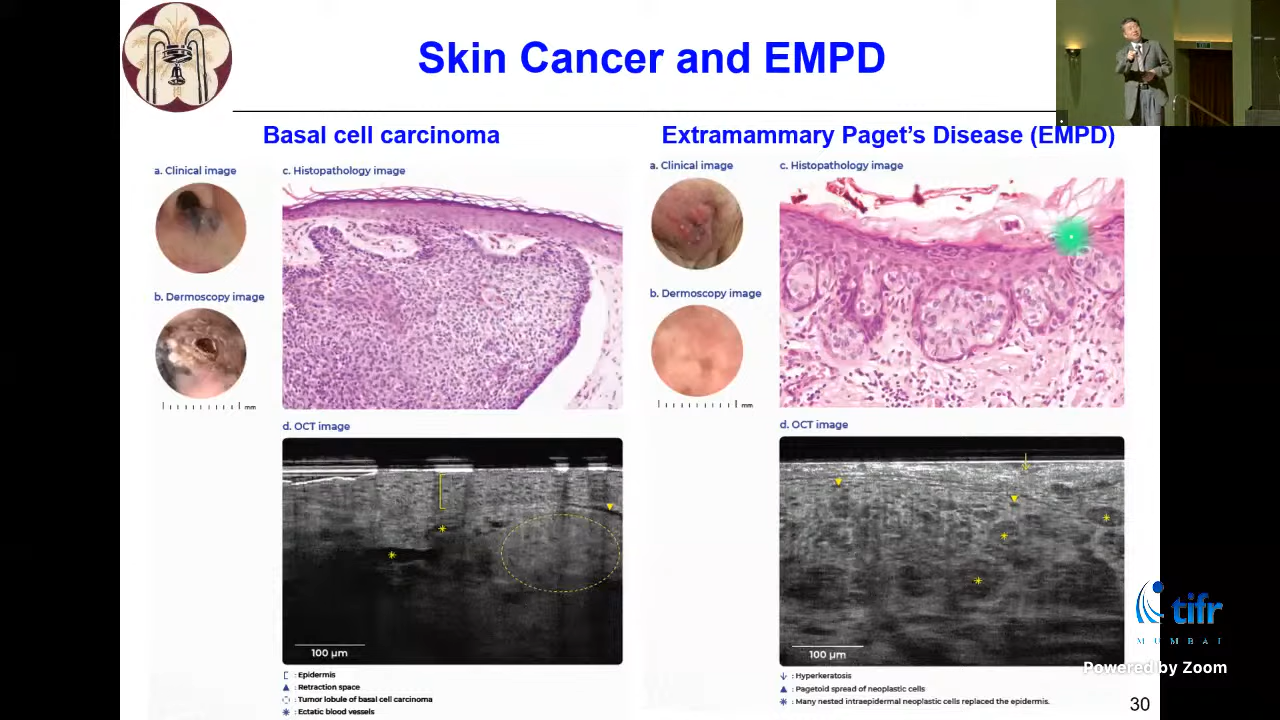 Skin Cancer and EMPD
Basal cell carcinoma
a. Clinical image
c. Histopathology image
b. Dermoscopy image
mm
d. OCT image
100 µm
: Epidermis
: Retraction space
: Tumor lobule of basal cell carcinoma
: Ectatic blood vessels
Extramammary Paget's Disease (EMPD)
a. Clinical image
c. Histopathology image
b. Dermoscopy image
mm
d. OCT image
100 µm
: Hyperkeratosis
: Pagetoid spread of neoplastic cells
: Many nested intraepidermal neoplastic cells replaced the epidermis.
tifr
MUMBAI
Powered by Zoom
30